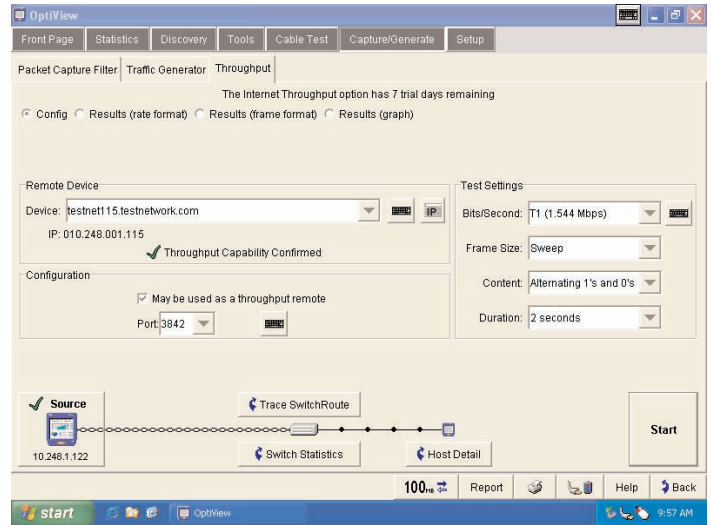 OptiView
Front Page Statistics Discovery Tools Cable Test Capture/Generate Setup
Packet Capture Filter Traffic Generator Throughput
The Internet Throughput option has 7 trial days remaining
Config Results (rate format) Results (frame format) Results (graph)
Remote Device
Device: testnet115.testnetwork.com
IP
IP: 010.248.001.115
Throughput Capability Confirmed
Configuration
May be used as a throughput remote
Port: 3842
Test Settings
Bits/Second: T1 (1.544 Mbps)
Frame Size: Sweep
Content: Alternating 1's and 0's
Duration: 2 seconds
Source
10.248.1.122
Trace SwitchRoute
Switch Statistics
Host Detail
Start
100 HB Report Help Back
start OptiView 9:57 AM